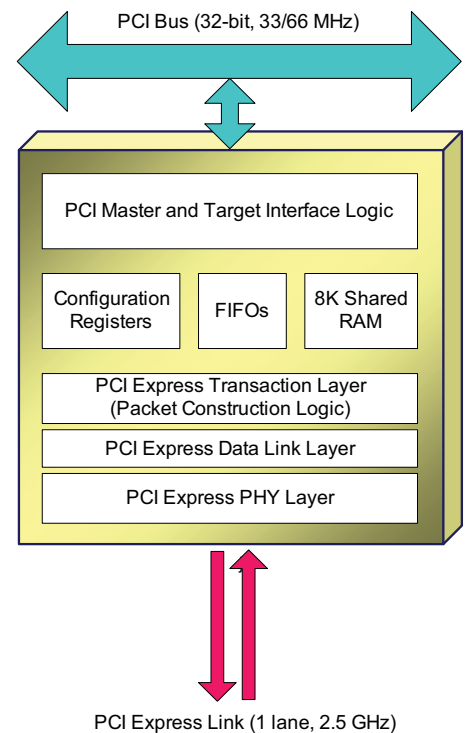 PCI Bus (32-bit, 33/66 MHz)
PCI Master and Target Interface Logic
Configuration
Registers
FIFOs
8K Shared
RAM
PCI Express Transaction Layer
(Packet Construction Logic)
PCI Express Data Link Layer
PCI Express PHY Layer
PCI Express Link (1 lane, 2.5 GHz)